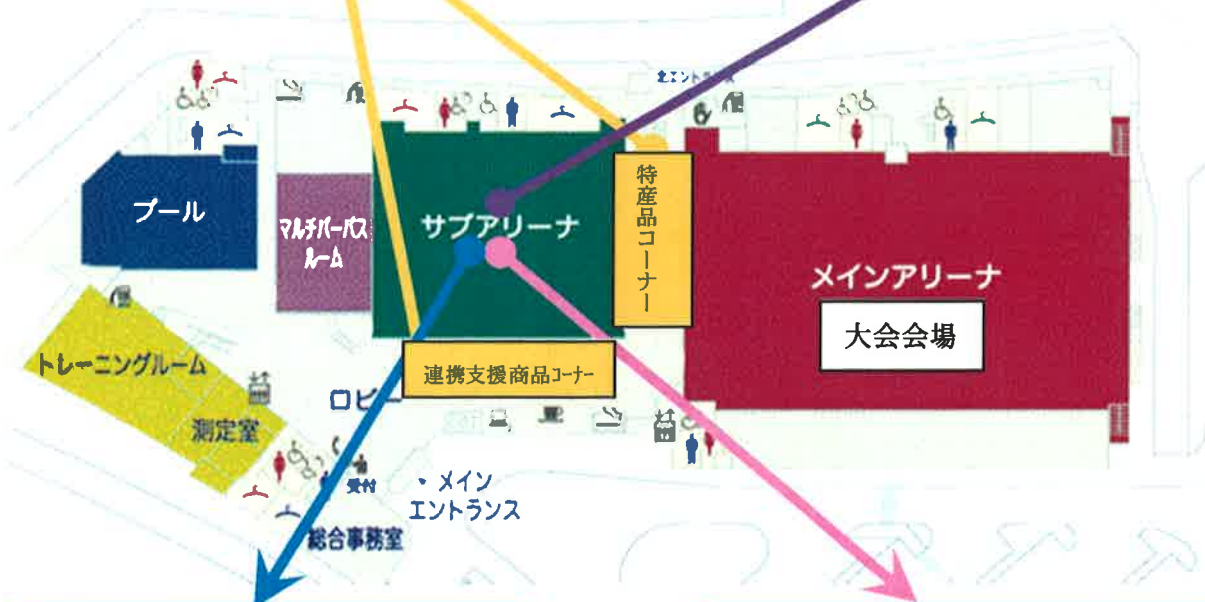 北エントランス
プール
マルチパーパス
ルーム
サブアリーナ
特産品コーナー
メインアリーナ
大会会場
トレーニングルーム
連携支援商品コーナー
ロビー
測定室
受付
・メイン
エントランス
総合事務室